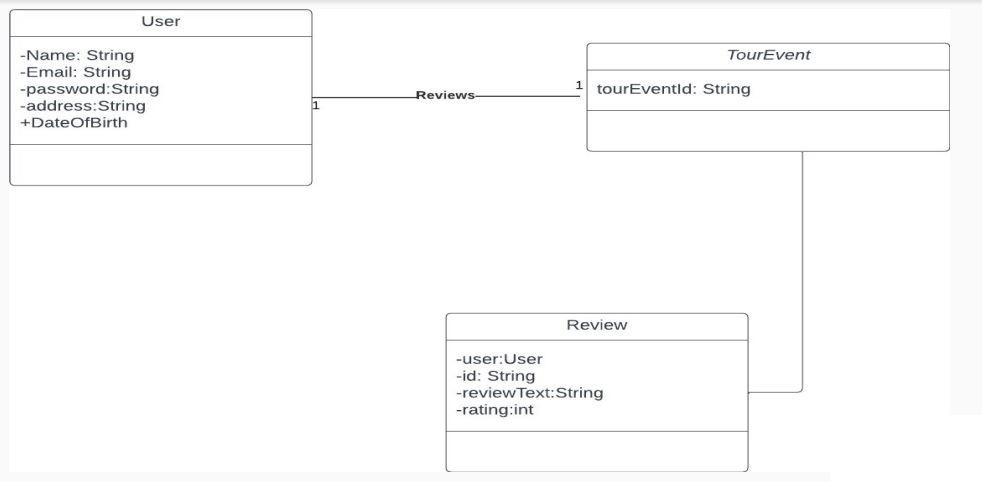 User
-Name: String
-Email: String
-password:String
-address:String
+DateOfBirth
1
Reviews
1
TourEvent
tourEventId: String
Review
-user:User
-id: String
-reviewText:String
-rating:int